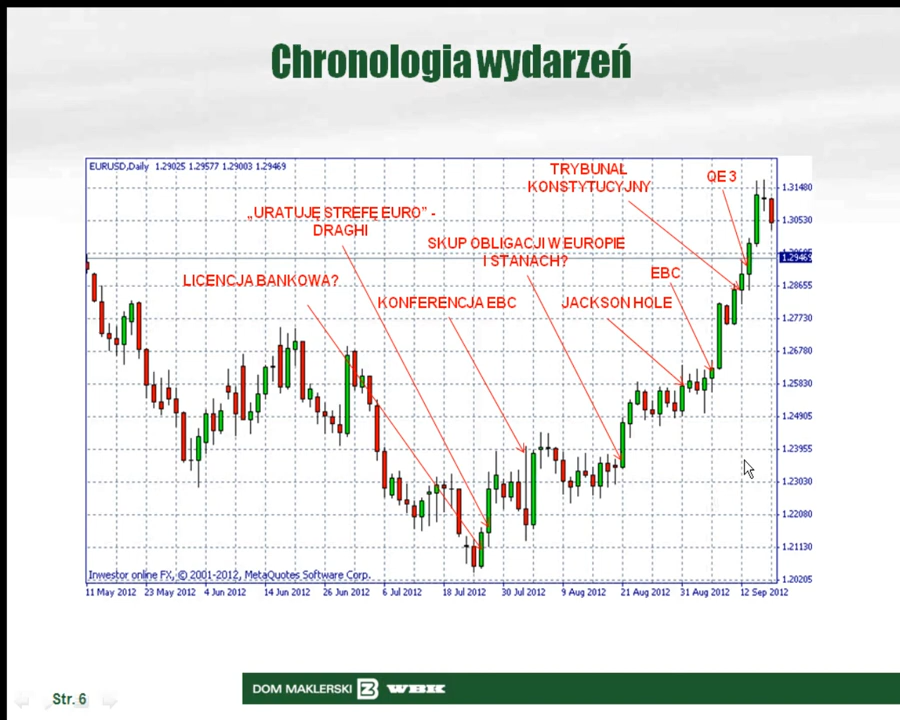 Chronologia wydarzeń
EURUSD,Daily 1.29025 1.29577 1.29003 1.29469
TRYBUNAŁ
KONSTYTUCYJNY
QE 3
„URATUJĘ STREFĘ EURO” -
DRAGHI
SKUP OBLIGACJI W EUROPIE
I STANACH?
LICENCJA BANKOWA?
KONFERENCJA EBC
JACKSON HOLE
EBC
1.31480
1.30530
1.29469
1.28655
1.27730
1.26780
1.25830
1.24905
1.23955
1.23030
1.22080
1.21130
1.20205
Inwestor online FX, © 2001-2012, MetaQuotes Software Corp.
11 May 2012 23 May 2012 4 Jun 2012 14 Jun 2012 26 Jun 2012 6 Jul 2012 18 Jul 2012 30 Jul 2012 9 Aug 2012 21 Aug 2012 31 Aug 2012 12 Sep 2012
Str. 6
DOM MAKLERSKI WBK